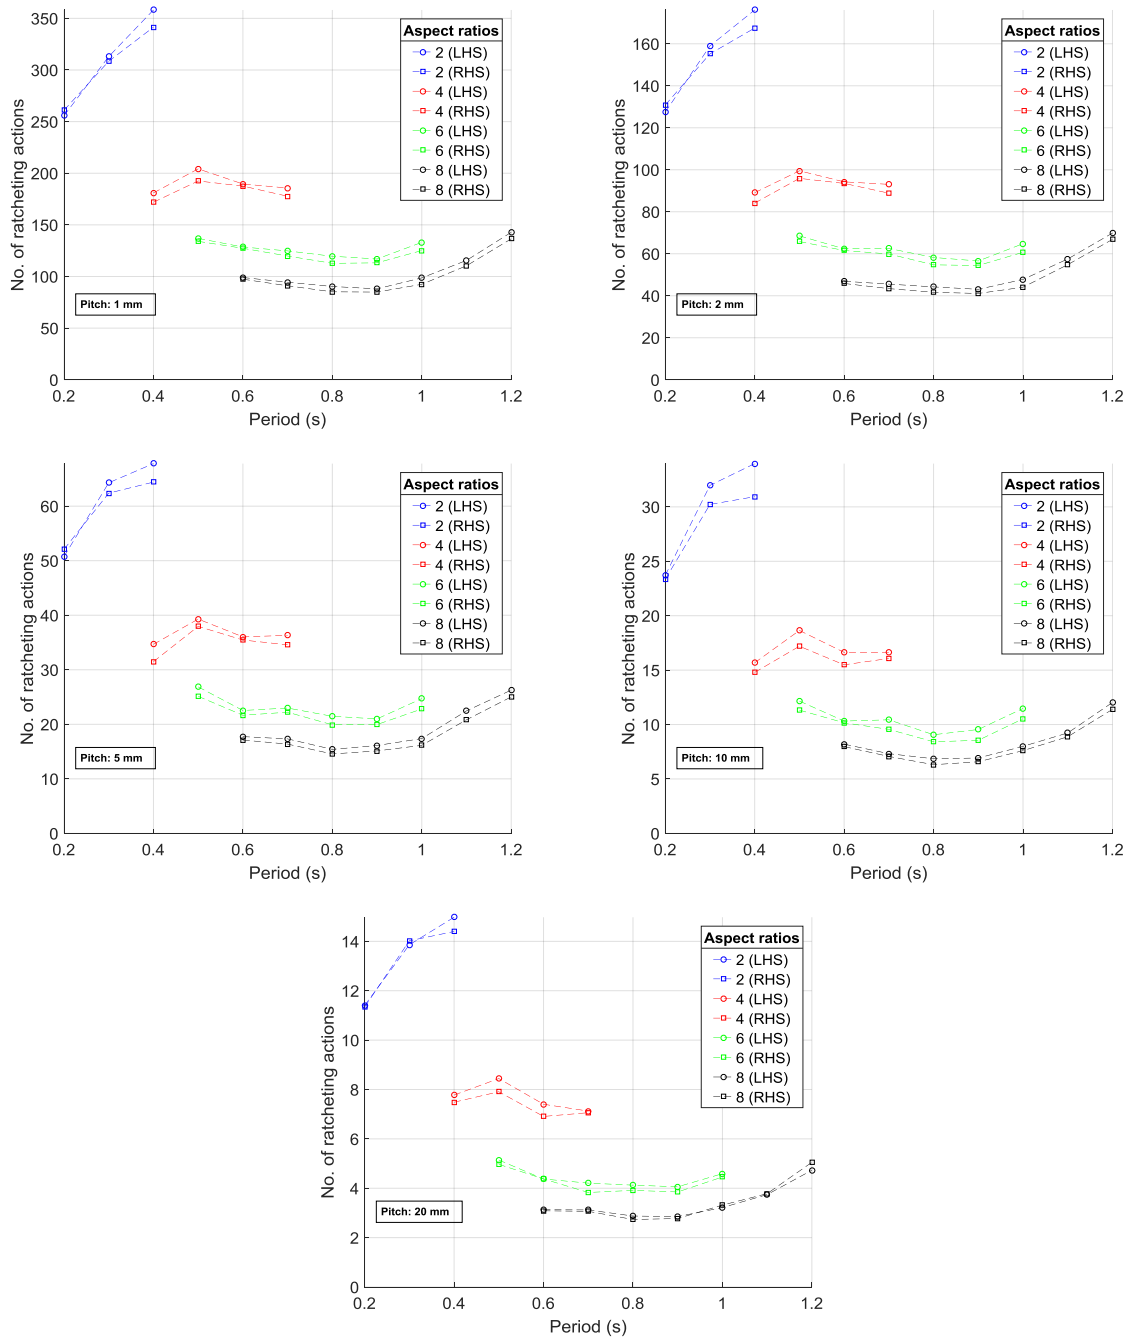 350
300
250
200
150
100
50
0
No. of ratcheting actions
0.2 0.4 0.6 0.8 1 1.2
Period (s)
Pitch: 1 mm
Aspect ratios
2 (LHS)
2 (RHS)
4 (LHS)
4 (RHS)
6 (LHS)
6 (RHS)
8 (LHS)
8 (RHS)
160
140
120
100
80
60
40
20
0
No. of ratcheting actions
0.2 0.4 0.6 0.8 1 1.2
Period (s)
Pitch: 2 mm
Aspect ratios
2 (LHS)
2 (RHS)
4 (LHS)
4 (RHS)
6 (LHS)
6 (RHS)
8 (LHS)
8 (RHS)
60
50
40
30
20
10
0
No. of ratcheting actions
0.2 0.4 0.6 0.8 1 1.2
Period (s)
Pitch: 5 mm
Aspect ratios
2 (LHS)
2 (RHS)
4 (LHS)
4 (RHS)
6 (LHS)
6 (RHS)
8 (LHS)
8 (RHS)
30
25
20
15
10
5
0
No. of ratcheting actions
0.2 0.4 0.6 0.8 1 1.2
Period (s)
Pitch: 10 mm
Aspect ratios
2 (LHS)
2 (RHS)
4 (LHS)
4 (RHS)
6 (LHS)
6 (RHS)
8 (LHS)
8 (RHS)
14
12
10
8
6
4
2
0
No. of ratcheting actions
0.2 0.4 0.6 0.8 1 1.2
Period (s)
Pitch: 20 mm
Aspect ratios
2 (LHS)
2 (RHS)
4 (LHS)
4 (RHS)
6 (LHS)
6 (RHS)
8 (LHS)
8 (RHS)